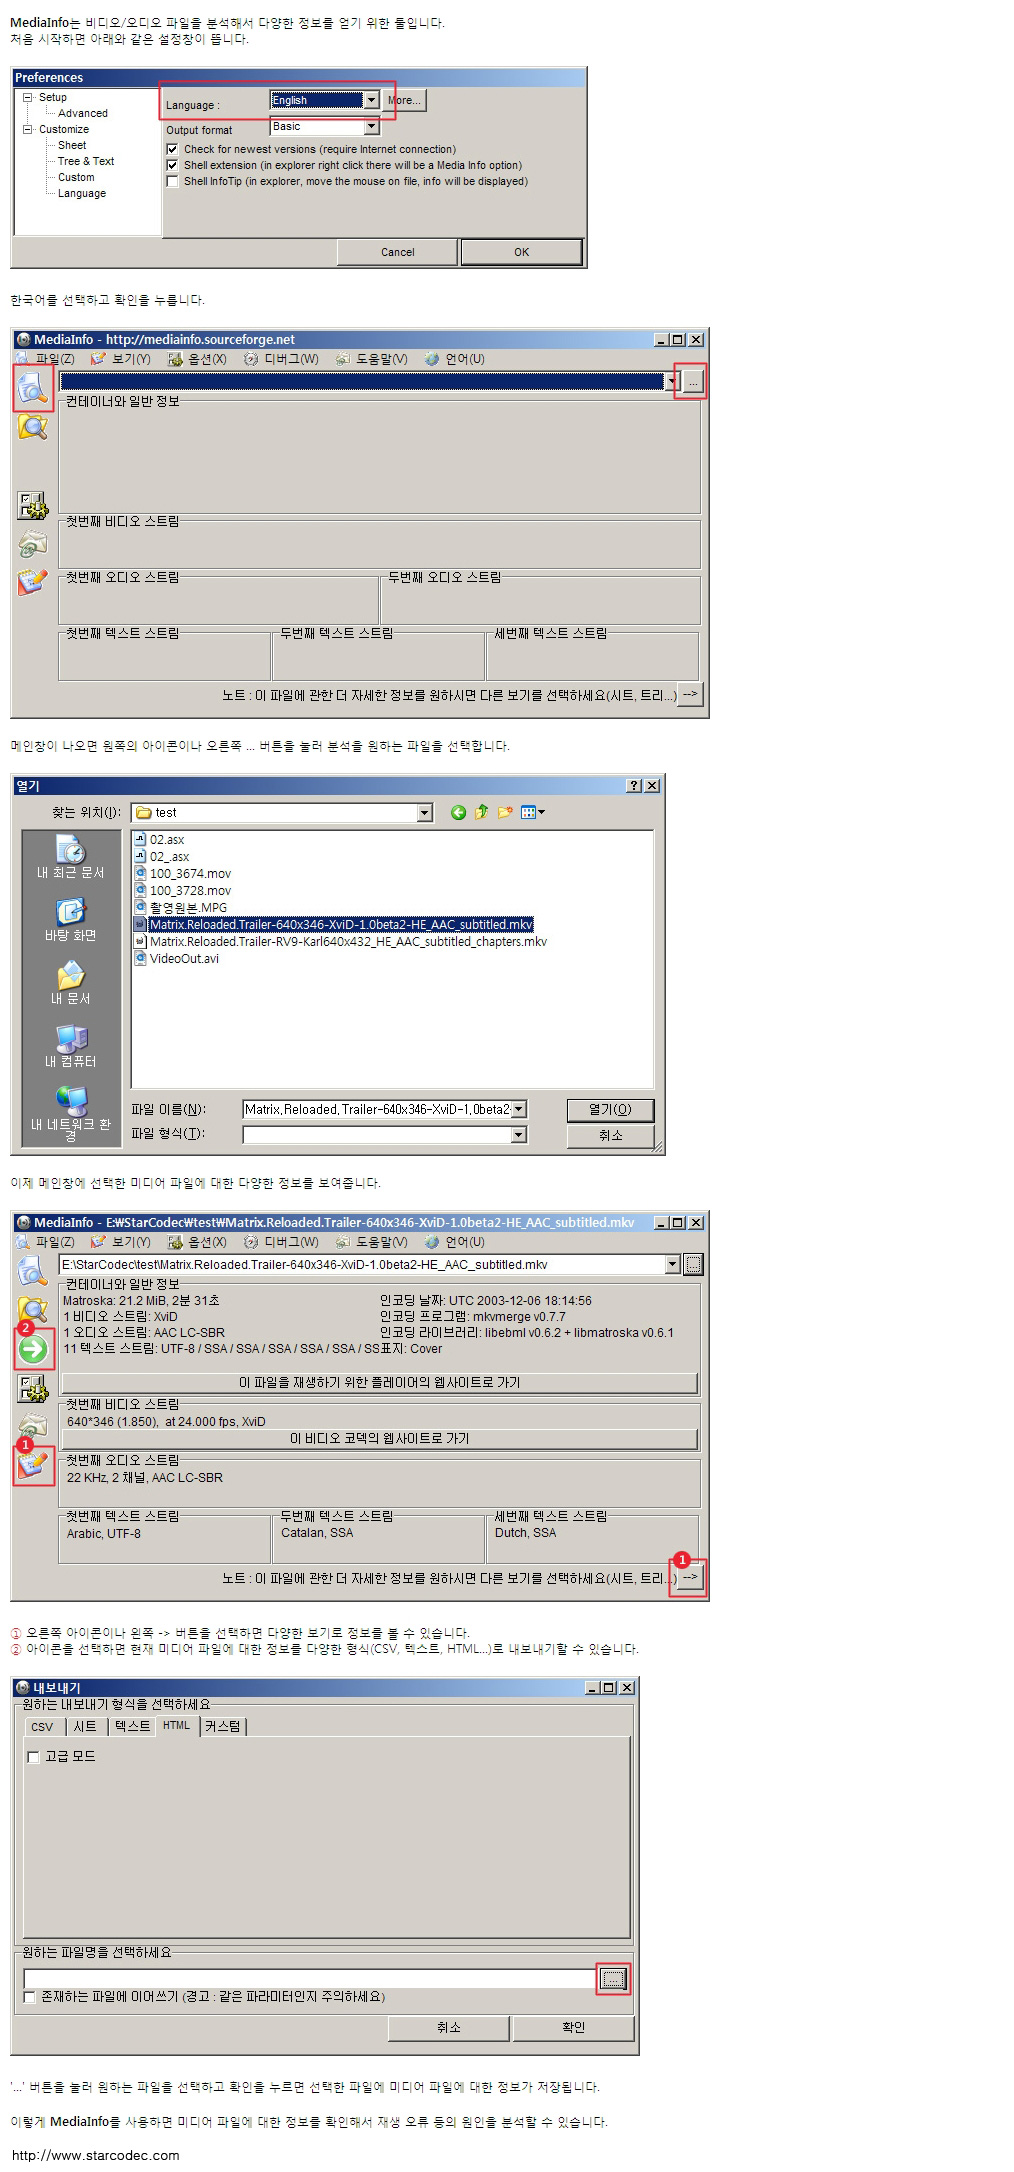 MediaInfo는 비디오/오디오 파일을 분석해서 다양한 정보를 얻기 위한 툴입니다.
처음 시작하면 아래와 같은 설정창이 뜹니다.
Preferences
Setup
Advanced
Customize
Sheet
Tree & Text
Custom
Language
Language :
English
More...
Output format
Basic
Check for newest versions (require Internet connection)
Shell extension (in explorer right click there will be a Media Info option)
Shell InfoTip (in explorer, move the mouse on file, info will be displayed)
Cancel
OK
한국어를 선택하고 확인을 누릅니다.
MediaInfo - http://mediainfo.sourceforge.net
파일(Z) 보기(Y) 옵션(X) 디버그(W) 도움말(V) 언어(U)
...
컨테이너와 일반 정보
첫번째 비디오 스트림
첫번째 오디오 스트림 두번째 오디오 스트림
첫번째 텍스트 스트림 두번째 텍스트 스트림 세번째 텍스트 스트림
노트 : 이 파일에 관한 더 자세한 정보를 원하시면 다른 보기를 선택하세요(시트, 트리...) -->
메인창이 나오면 왼쪽의 아이콘이나 오른쪽 ... 버튼을 눌러 분석을 원하는 파일을 선택합니다.
열기
찾는 위치(I): test
내 최근 문서
바탕 화면
내 문서
내 컴퓨터
내 네트워크 환경
02.asx
02_.asx
100_3674.mov
100_3728.mov
촬영원본.MPG
Matrix.Reloaded.Trailer-640x346-XviD-1.0beta2-HE_AAC_subtitled.mkv
Matrix.Reloaded.Trailer-RV9-Karl640x432_HE_AAC_subtitled_chapters.mkv
VideoOut.avi
파일 이름(N): Matrix,Reloaded,Trailer-640x346-XviD-1,0beta2- 열기(O)
파일 형식(T): 취소
이제 메인창에 선택한 미디어 파일에 대한 다양한 정보를 보여줍니다.
MediaInfo - E:₩StarCodec₩test₩Matrix.Reloaded.Trailer-640x346-XviD-1.0beta2-HE_AAC_subtitled.mkv
파일(Z) 보기(Y) 옵션(X) 디버그(W) 도움말(V) 언어(U)
E:\StarCodec\test\Matrix.Reloaded.Trailer-640x346-XviD-1.0beta2-HE_AAC_subtitled.mkv ...
컨테이너와 일반 정보
Matroska: 21.2 MiB, 2분 31초 인코딩 날짜: UTC 2003-12-06 18:14:56
1 비디오 스트림: XviD 인코딩 프로그램: mkvmerge v0.7.7
1 오디오 스트림: AAC LC-SBR 인코딩 라이브러리: libebml v0.6.2 + libmatroska v0.6.1
11 텍스트 스트림: UTF-8 / SSA / SSA / SSA / SSA / SSA / SS표지: Cover
2
이 파일을 재생하기 위한 플레이어의 웹사이트로 가기
첫번째 비디오 스트림
640*346 (1.850), at 24.000 fps, XviD
이 비디오 코덱의 웹사이트로 가기
1
첫번째 오디오 스트림
22 KHz, 2 채널, AAC LC-SBR
첫번째 텍스트 스트림 두번째 텍스트 스트림 세번째 텍스트 스트림
Arabic, UTF-8 Catalan, SSA Dutch, SSA
1
노트 : 이 파일에 관한 더 자세한 정보를 원하시면 다른 보기를 선택하세요(시트, 트리...) -->
① 오른쪽 아이콘이나 왼쪽 -> 버튼을 선택하면 다양한 보기로 정보를 볼 수 있습니다.
② 아이콘을 선택하면 현재 미디어 파일에 대한 정보를 다양한 형식(CSV, 텍스트, HTML...)로 내보내기할 수 있습니다.
내보내기
원하는 내보내기 형식을 선택하세요
CSV 시트 텍스트 HTML 커스텀
고급 모드
원하는 파일명을 선택하세요
...
존재하는 파일에 이어쓰기 (경고 : 같은 파라미터인지 주의하세요)
취소 확인
'...' 버튼을 눌러 원하는 파일을 선택하고 확인을 누르면 선택한 파일에 미디어 파일에 대한 정보가 저장됩니다.
이렇게 MediaInfo를 사용하면 미디어 파일에 대한 정보를 확인해서 재생 오류 등의 원인을 분석할 수 있습니다.
http://www.starcodec.com